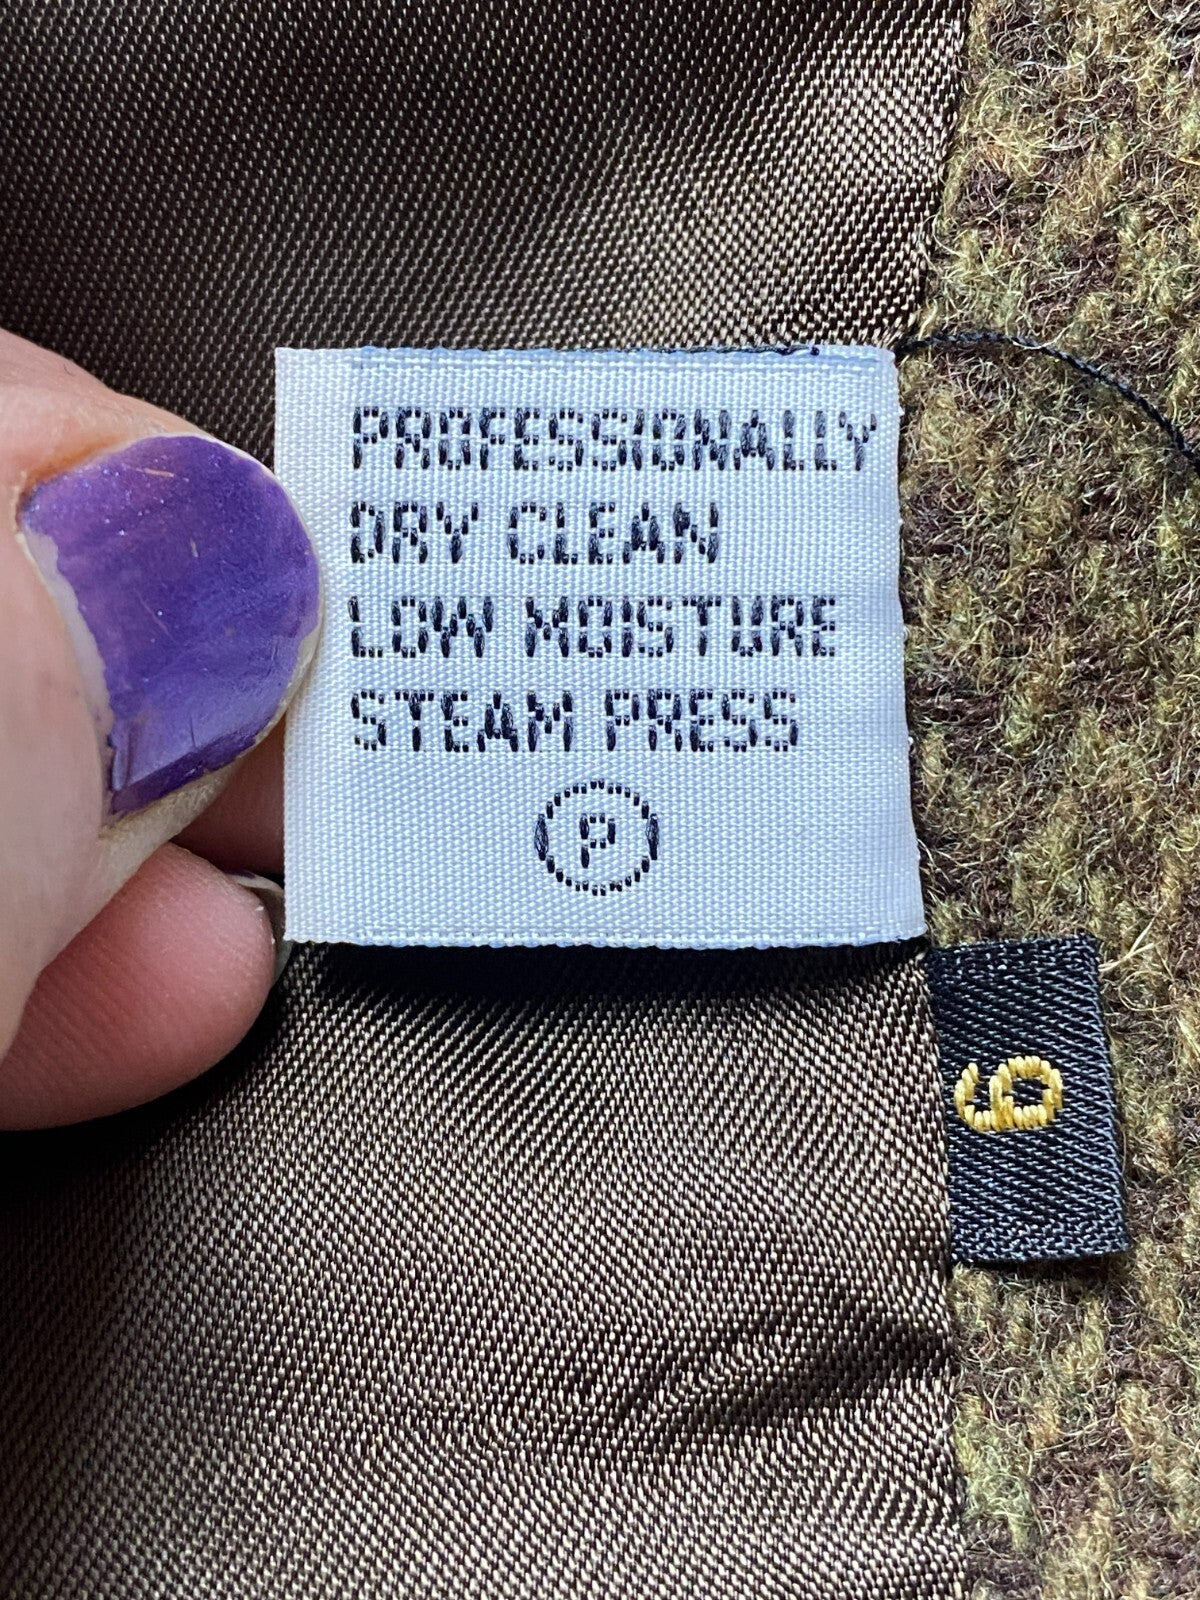 PROFESSIONALLY
DRY CLEAN
LOW MOISTURE
STEAM PRESS
P
6